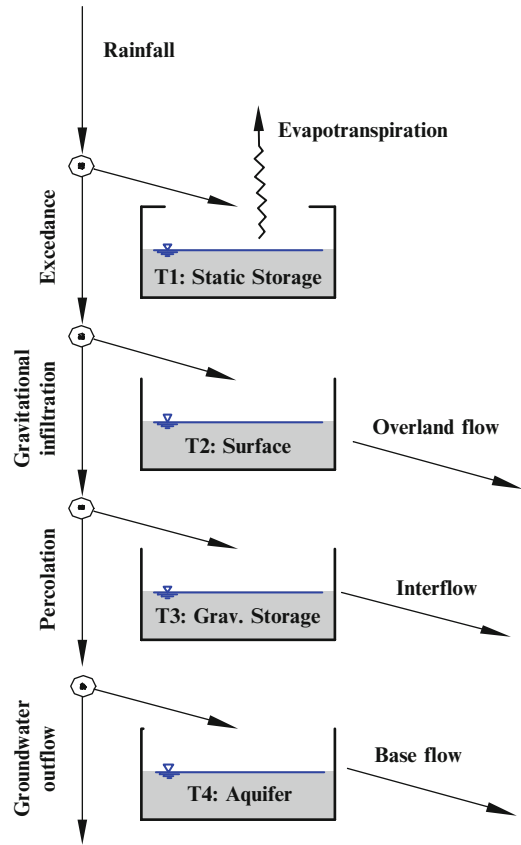 Rainfall
Evapotranspiration
Excedance
T1: Static Storage
Gravitational
infiltration
T2: Surface
Overland flow
Percolation
T3: Grav. Storage
Interflow
Groundwater
outflow
T4: Aquifer
Base flow